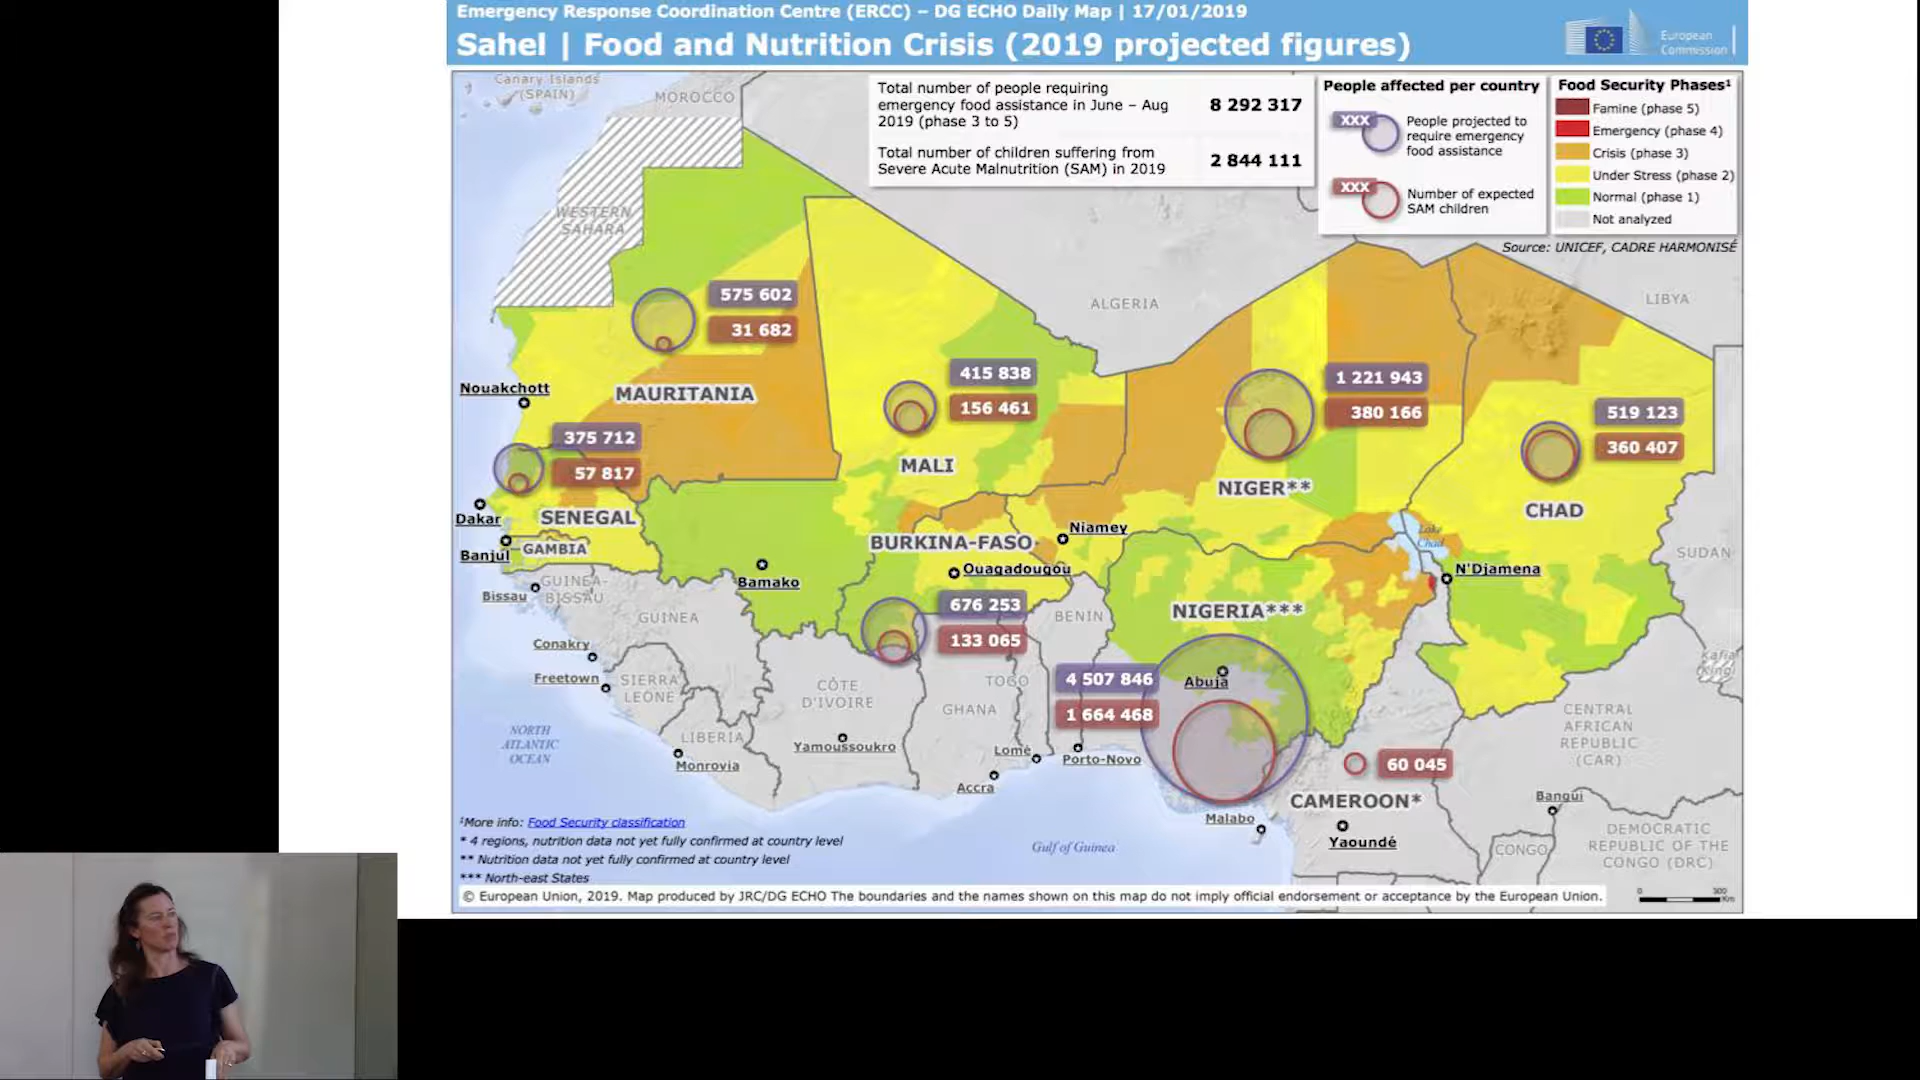 Emergency Response Coordination Centre (ERCC) – DG ECHO Daily Map | 17/01/2019
Sahel | Food and Nutrition Crisis (2019 projected figures)
European
Commission
Total number of people requiring
emergency food assistance in June – Aug
2019 (phase 3 to 5)
8 292 317
Total number of children suffering from
Severe Acute Malnutrition (SAM) in 2019
2 844 111
People affected per country
XXX
People projected to
require emergency
food assistance
XXX
Number of expected
SAM children
Food Security Phases¹
Famine (phase 5)
Emergency (phase 4)
Crisis (phase 3)
Under Stress (phase 2)
Normal (phase 1)
Not analyzed
Source: UNICEF, CADRE HARMONISÉ
Canary Islands
(SPAIN)
MOROCCO
WESTERN
SAHARA
ALGERIA
LIBYA
575 602
31 682
MAURITANIA
Nouakchott
415 838
156 461
MALI
1 221 943
380 166
NIGER**
519 123
360 407
CHAD
375 712
57 817
Dakar
SENEGAL
Banjul
GAMBIA
BURKINA-FASO
Niamey
Lake
Chad
SUDAN
Ouagadougou
N'Djamena
Bamako
Bissau
GUINEA-
BISSAU
GUINEA
676 253
133 065
BENIN
NIGERIA***
Conakry
Freetown
SIERRA
LEONE
CÔTE
D'IVOIRE
GHANA
TOGO
4 507 846
1 664 468
Abuja
Kafia
Kingi
CENTRAL
AFRICAN
REPUBLIC
(CAR)
NORTH
ATLANTIC
OCEAN
LIBERIA
Monrovia
Yamoussoukro
Lomé
Porto-Novo
Accra
60 045
CAMEROON*
Bangui
Malabo
Yaoundé
CONGO
DEMOCRATIC
REPUBLIC OF THE
CONGO (DRC)
Gulf of Guinea
¹More info: Food Security classification
* 4 regions, nutrition data not yet fully confirmed at country level
** Nutrition data not yet fully confirmed at country level
*** North-east States
© European Union, 2019. Map produced by JRC/DG ECHO The boundaries and the names shown on this map do not imply official endorsement or acceptance by the European Union.
0 300
Km